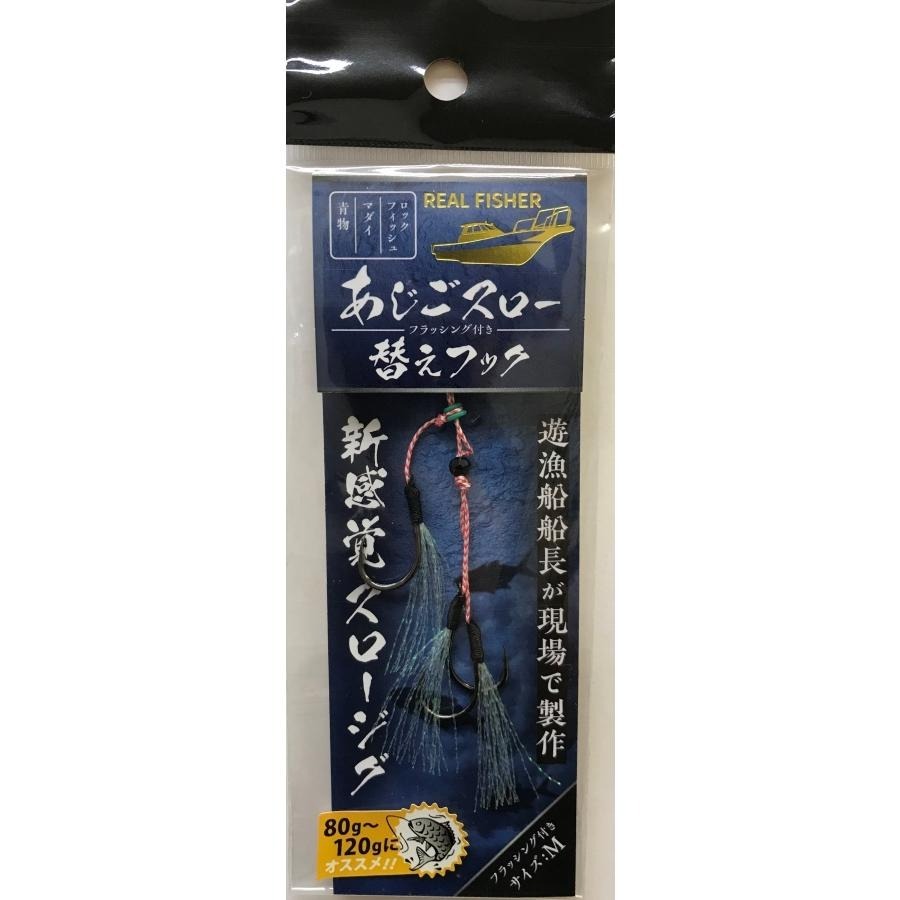 ロック
フィッシュ
マダイ
青物
REAL FISHER
あじごスロー
フラッシング付き
替えフック
新感覚スロージグ
遊漁船船長が現場で製作
80g～
120gに
オススメ!!
フラッシング付き
サイズ:M